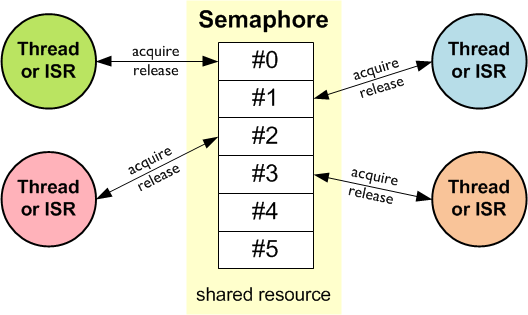 Semaphore
Thread
or ISR
acquire
release
#0
#1
#2
#3
#4
#5
acquire
release
Thread
or ISR
Thread
or ISR
acquire
release
acquire
release
Thread
or ISR
shared resource